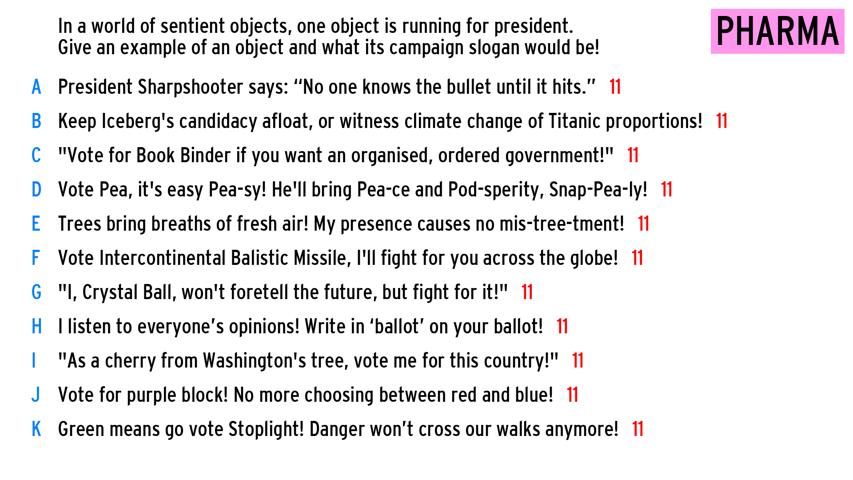 In a world of sentient objects, one object is running for president.
Give an example of an object and what its campaign slogan would be!
PHARMA
A President Sharpshooter says: “No one knows the bullet until it hits.” 11
B Keep Iceberg's candidacy afloat, or witness climate change of Titanic proportions! 11
C "Vote for Book Binder if you want an organised, ordered government!" 11
D Vote Pea, it's easy Pea-sy! He'll bring Pea-ce and Pod-sperity, Snap-Pea-ly! 11
E Trees bring breaths of fresh air! My presence causes no mis-tree-tment! 11
F Vote Intercontinental Balistic Missile, I'll fight for you across the globe! 11
G "I, Crystal Ball, won't foretell the future, but fight for it!" 11
H I listen to everyone’s opinions! Write in ‘ballot’ on your ballot! 11
I "As a cherry from Washington's tree, vote me for this country!" 11
J Vote for purple block! No more choosing between red and blue! 11
K Green means go vote Stoplight! Danger won’t cross our walks anymore! 11